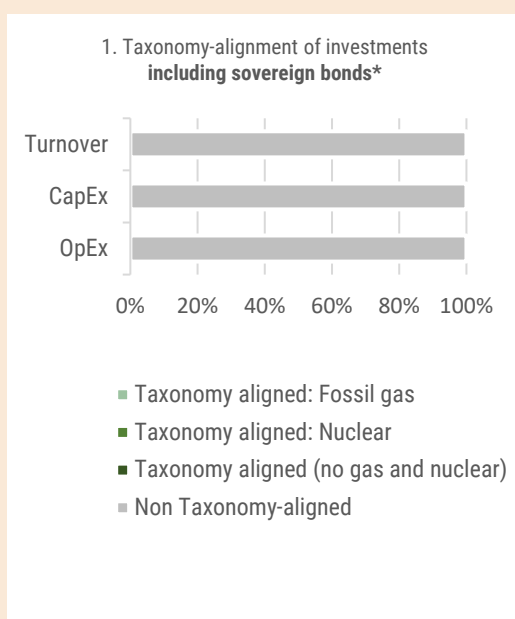 1. Taxonomy-alignment of investments
including sovereign bonds*
Turnover
CapEx
OpEx
0% 20% 40% 60% 80% 100%
Taxonomy aligned: Fossil gas
Taxonomy aligned: Nuclear
Taxonomy aligned (no gas and nuclear)
Non Taxonomy-aligned